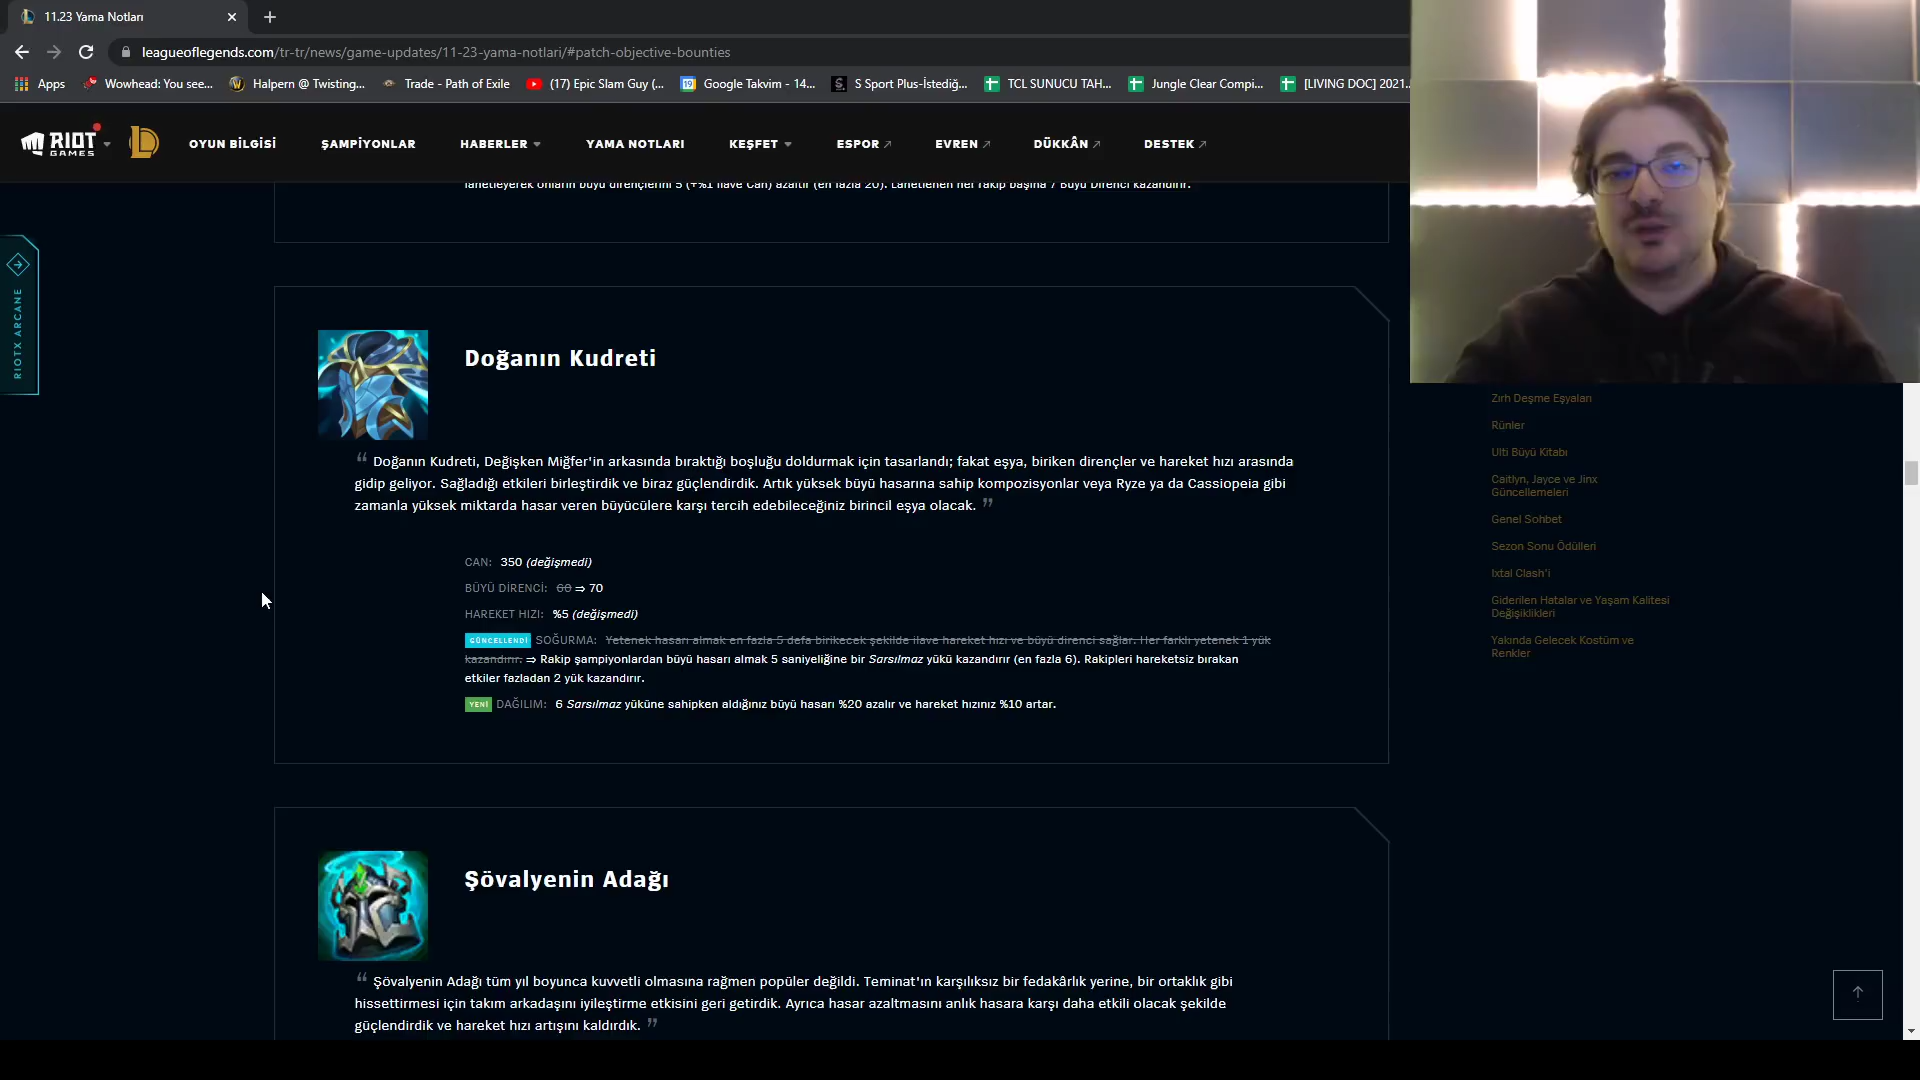 11.23 Yama Notları
leagueoflegends.com/tr-tr/news/game-updates/11-23-yama-notlari/#patch-objective-bounties
Apps
Wowhead: You see...
Halpern @ Twisting...
Trade - Path of Exile
(17) Epic Slam Guy (...
19
Google Takvim - 14...
S Sport Plus-İstediğ...
TCL SUNUCU TAH...
Jungle Clear Compi...
[LIVING DOC] 2021...
RIOT
GAMES
OYUN BİLGİSİ
ŞAMPİYONLAR
HABERLER
YAMA NOTLARI
KEŞFET
ESPOR
EVREN
DÜKKÂN
DESTEK
lanetleyerek onların büyü dirençlerini 5 (+%1 ilave Can) azaltır (en fazla 20). Lanetlenen her rakip başına 7 Büyü Direnci kazandırır.
RIOTX ARCANE
Doğanın Kudreti
“ Doğanın Kudreti, Değişken Miğfer'in arkasında bıraktığı boşluğu doldurmak için tasarlandı; fakat eşya, biriken dirençler ve hareket hızı arasında
gidip geliyor. Sağladığı etkileri birleştirdik ve biraz güçlendirdik. Artık yüksek büyü hasarına sahip kompozisyonlar veya Ryze ya da Cassiopeia gibi
zamanla yüksek miktarda hasar veren büyücülere karşı tercih edebileceğiniz birincil eşya olacak. ”
CAN: 350 (değişmedi)
BÜYÜ DİRENCİ: 60 ⇒ 70
HAREKET HIZI: %5 (değişmedi)
GÜNCELLENDİ SOĞURMA: Yetenek hasarı almak en fazla 5 defa birikecek şekilde ilave hareket hızı ve büyü direnci sağlar. Her farklı yetenek 1 yük
kazandırır. ⇒ Rakip şampiyonlardan büyü hasarı almak 5 saniyeliğine bir Sarsılmaz yükü kazandırır (en fazla 6). Rakipleri hareketsiz bırakan
etkiler fazladan 2 yük kazandırır.
YENİ DAĞILIM: 6 Sarsılmaz yüküne sahipken aldığınız büyü hasarı %20 azalır ve hareket hızınız %10 artar.
Şövalyenin Adağı
“ Şövalyenin Adağı tüm yıl boyunca kuvvetli olmasına rağmen popüler değildi. Teminat'ın karşılıksız bir fedakârlık yerine, bir ortaklık gibi
hissettirmesi için takım arkadaşını iyileştirme etkisini geri getirdik. Ayrıca hasar azaltmasını anlık hasara karşı daha etkili olacak şekilde
güçlendirdik ve hareket hızı artışını kaldırdık. ”
Zırh Deşme Eşyaları
Rünler
Ulti Büyü Kitabı
Caitlyn, Jayce ve Jinx
Güncellemeleri
Genel Sohbet
Sezon Sonu Ödülleri
Ixtal Clash'i
Giderilen Hatalar ve Yaşam Kalitesi
Değişiklikleri
Yakında Gelecek Kostüm ve
Renkler